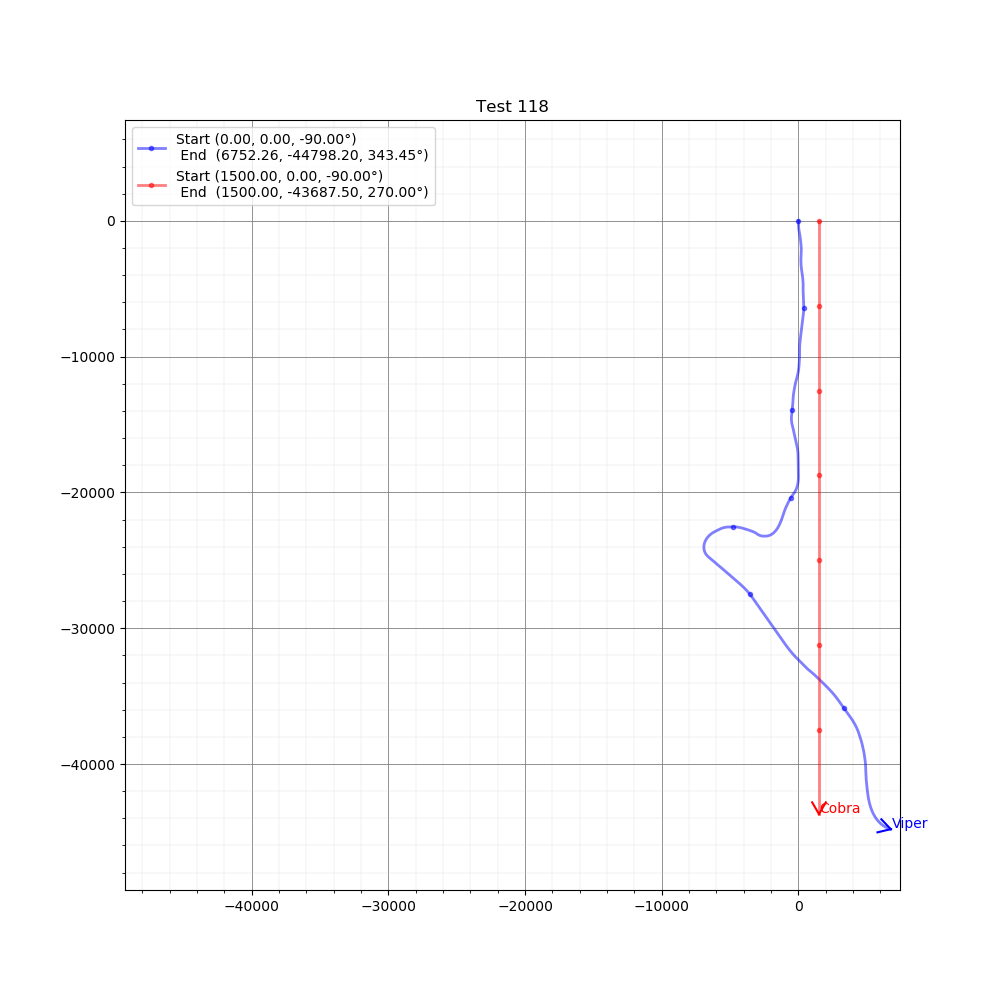 Test 118
Start (0.00, 0.00, -90.00°)
End  (6752.26, -44798.20, 343.45°)
Start (1500.00, 0.00, -90.00°)
End  (1500.00, -43687.50, 270.00°)
0
−10000
−20000
−30000
−40000
Cobra
Viper
−40000
−30000
−20000
−10000
0